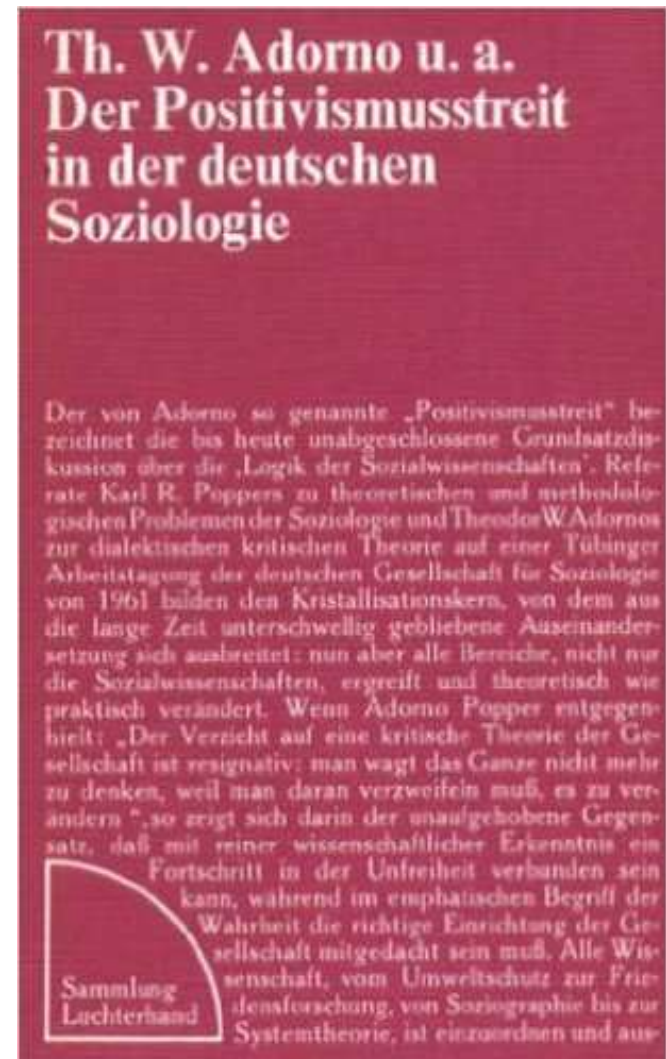 Th. W. Adorno u. a.
Der Positivismusstreit
in der deutschen
Soziologie
Der von Adorno so genannte „Positivismusstreit“ be-
zeichnet die bis heute unabgeschlossene Grundsatzdis-
kussion über die ‚Logik der Sozialwissenschaften‘. Refe-
rate Karl R. Poppers zu theoretischen und methodolo-
gischen Problemen der Soziologie und Theodor W Adornos
zur dialektischen kritischen Theorie auf einer Tübinger
Arbeitstagung der deutschen Gesellschaft für Soziologie
von 1961 bilden den Kristallisationskern, von dem aus
die lange Zeit unterschwellig gebliebene Auseinander-
setzung sich ausbreitet: nun aber alle Bereiche, nicht nur
die Sozialwissenschaften, ergreift und theoretisch wie
praktisch verändert. Wenn Adorno Popper entgegen-
hielt: „Der Verzicht auf eine kritische Theorie der Ge-
sellschaft ist resignativ: man wagt das Ganze nicht mehr
zu denken, weil man daran verzweifeln muß, es zu ver-
ändern“, so zeigt sich darin der unaufgehobene Gegen-
satz, daß mit reiner wissenschaftlicher Erkenntnis ein
Fortschritt in der Unfreiheit verbunden sein
kann, während im emphatischen Begriff der
Wahrheit die richtige Einrichtung der Ge-
sellschaft mitgedacht sein muß. Alle Wis-
senschaft, vom Umweltschutz zur Frie-
densforschung, von Soziographie bis zur
Systemtheorie, ist einzuordnen und aus-
Sammlung
Luchterhand